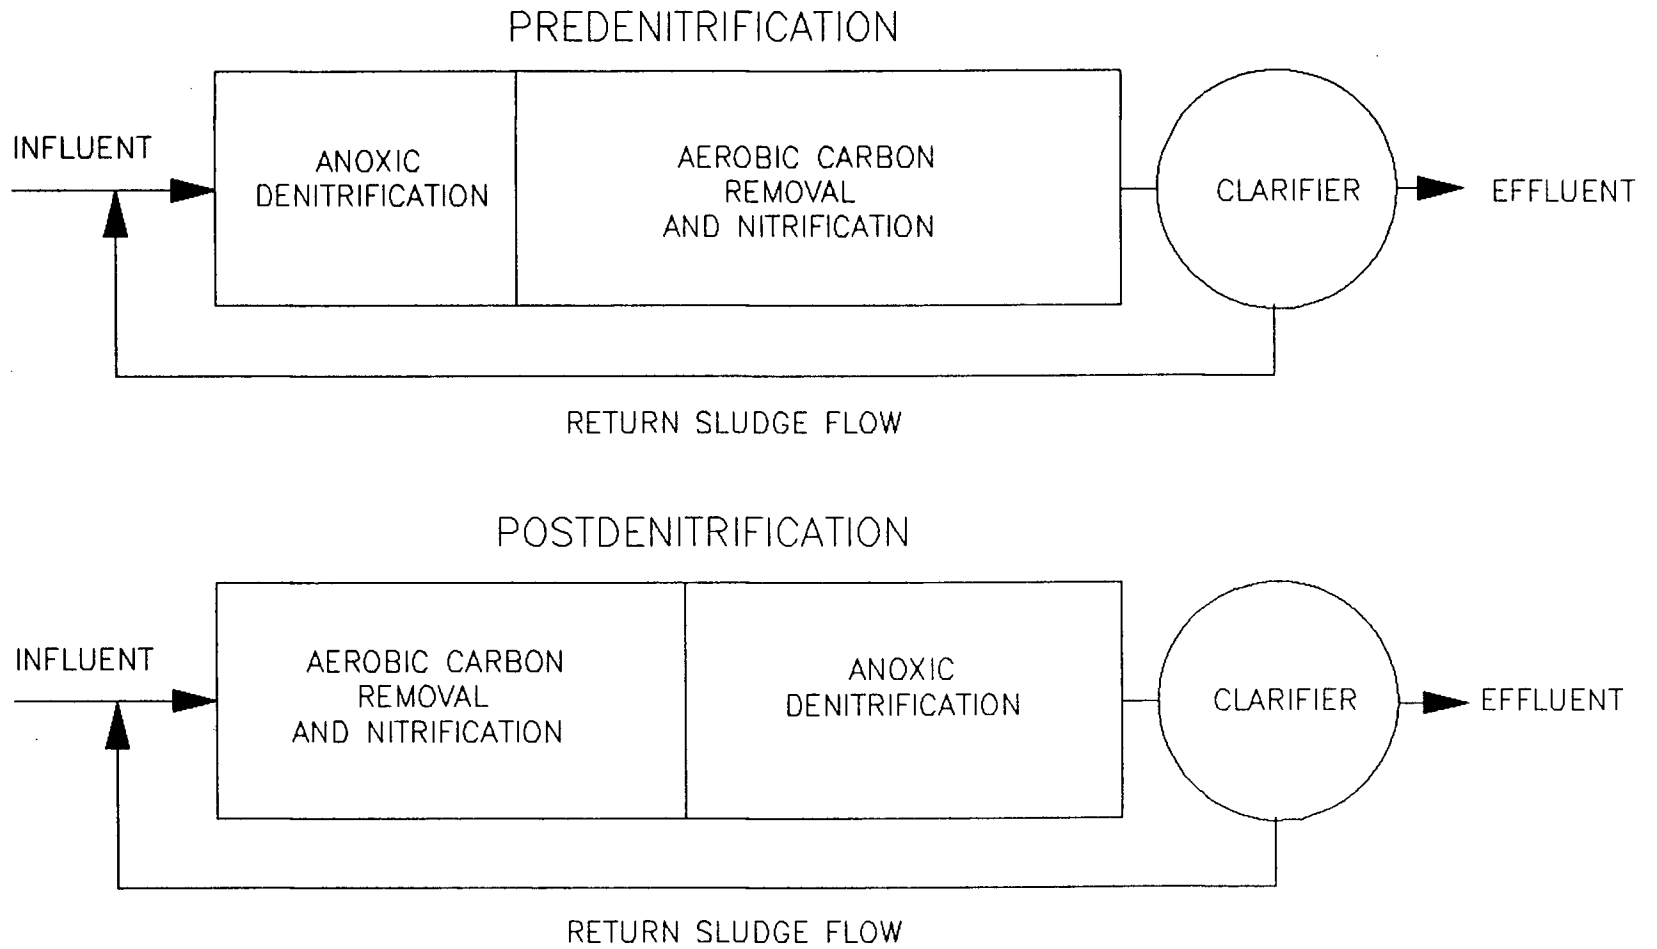 PREDENITRIFICATION
INFLUENT
ANOXIC
DENITRIFICATION
AEROBIC CARBON
REMOVAL
AND NITRIFICATION
CLARIFIER
EFFLUENT
RETURN SLUDGE FLOW
POSTDENITRIFICATION
INFLUENT
AEROBIC CARBON
REMOVAL
AND NITRIFICATION
ANOXIC
DENITRIFICATION
CLARIFIER
EFFLUENT
RETURN SLUDGE FLOW